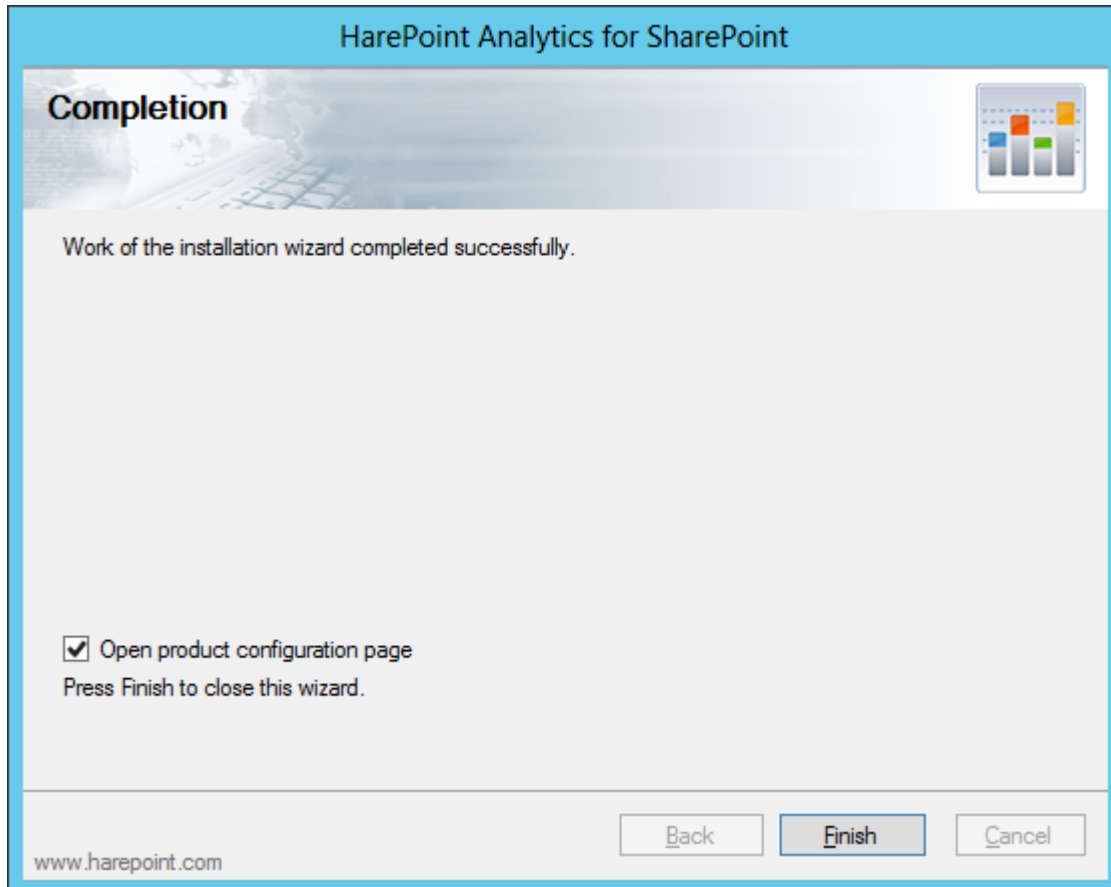 HarePoint Analytics for SharePoint
Completion
Work of the installation wizard completed successfully.
Open product configuration page
Press Finish to close this wizard.
Back
Finish
Cancel
www.harepoint.com